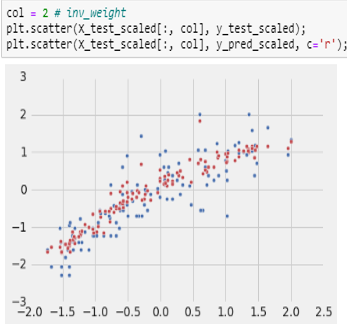 col = 2 # inv_weight
plt.scatter(X_test_scaled[:, col], y_test_scaled);
plt.scatter(X_test_scaled[:, col], y_pred_scaled, c='r');
3
2
1
0
−1
−2
−3
−2.0 −1.5 −1.0 −0.5 0.0 0.5 1.0 1.5 2.0 2.5